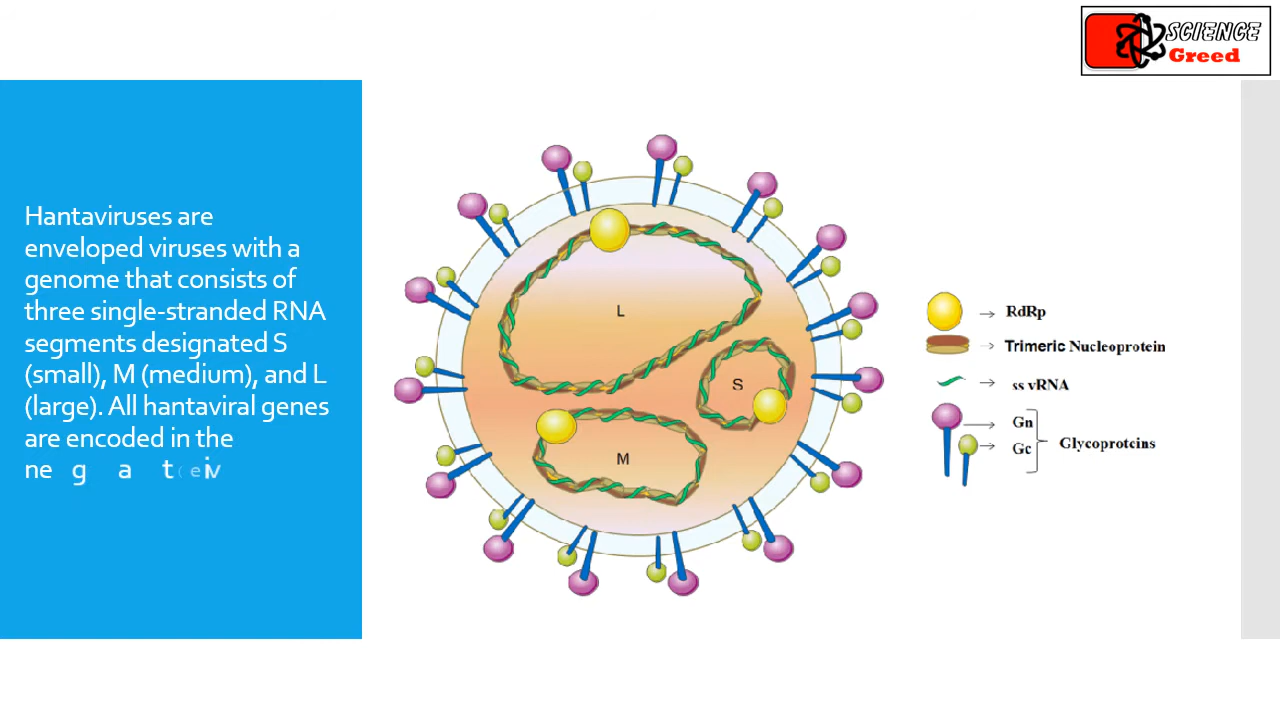 SCIENCE
Greed
Hantaviruses are
enveloped viruses with a
genome that consists of
three single-stranded RNA
segments designated S
(small), M (medium), and L
(large). All hantaviral genes
are encoded in the
L
S
M
RdRp
Trimeric Nucleoprotein
ss vRNA
Gn
Gc
Glycoproteins